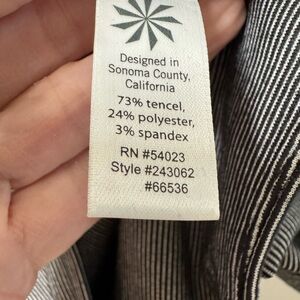 Designed in
Sonoma County,
California
73% tencel,
24% polyester,
3% spandex
RN #54023
Style #243062
#66536